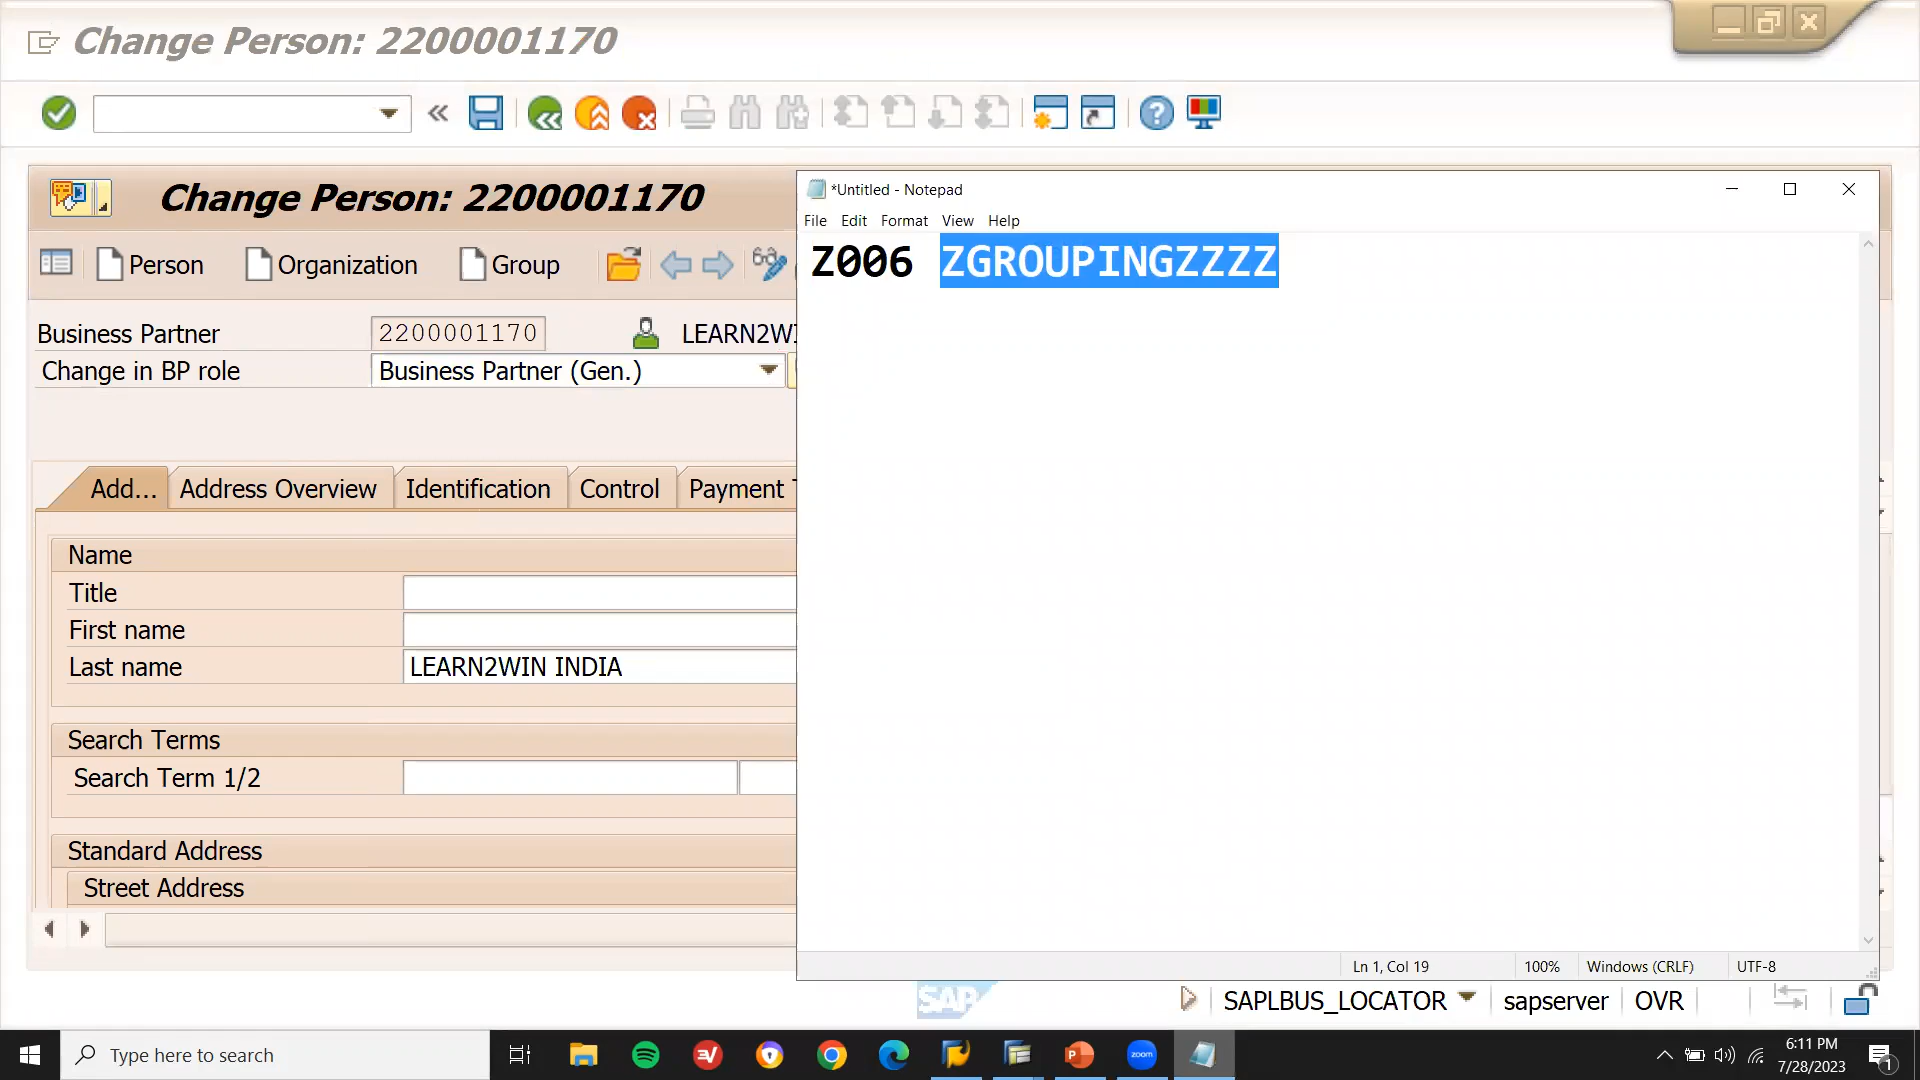 Change Person: 2200001170
Change Person: 2200001170
Person Organization Group
Business Partner 2200001170
Change in BP role Business Partner (Gen.)
Add... Address Overview Identification Control Payment
Name
Title
First name
Last name LEARN2WIN INDIA
Search Terms
Search Term 1/2
Standard Address
Street Address
*Untitled - Notepad
File Edit Format View Help
Z006 ZGROUPINGZZZZ
Ln 1, Col 19 100% Windows (CRLF) UTF-8
SAP SAPLBUS_LOCATOR sapserver OVR
Type here to search
P zoom
6:11 PM
7/28/2023
1